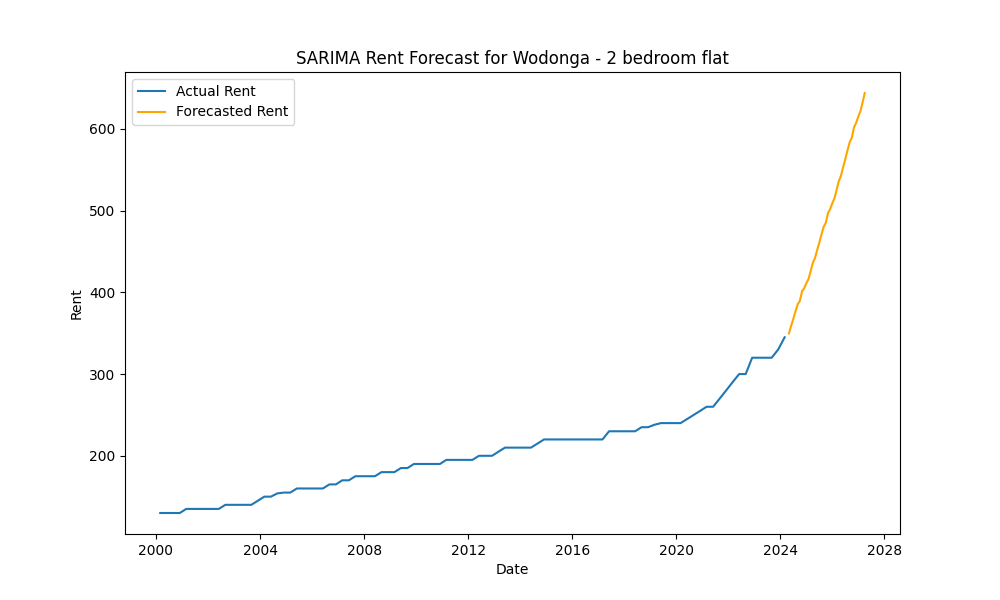 SARIMA Rent Forecast for Wodonga - 2 bedroom flat
Actual Rent
Forecasted Rent
600
500
400
300
200
Rent
2000 2004 2008 2012 2016 2020 2024 2028
Date